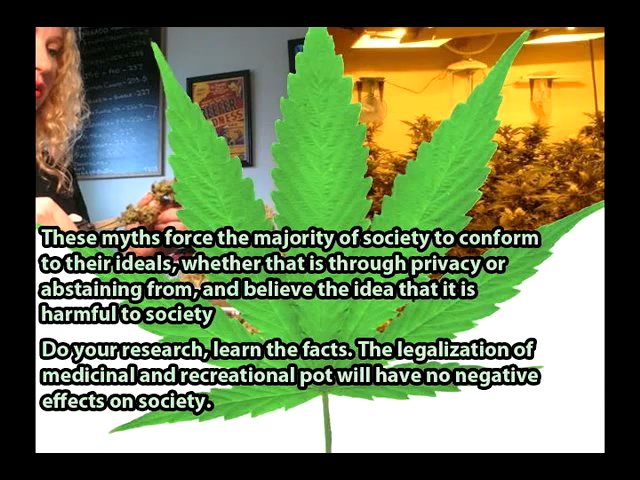 REEFER
MADNESS
These myths force the majority of society to conform
to their ideals, whether that is through privacy or
abstaining from, and believe the idea that it is
harmful to society
Do your research, learn the facts. The legalization of
medicinal and recreational pot will have no negative
effects on society.